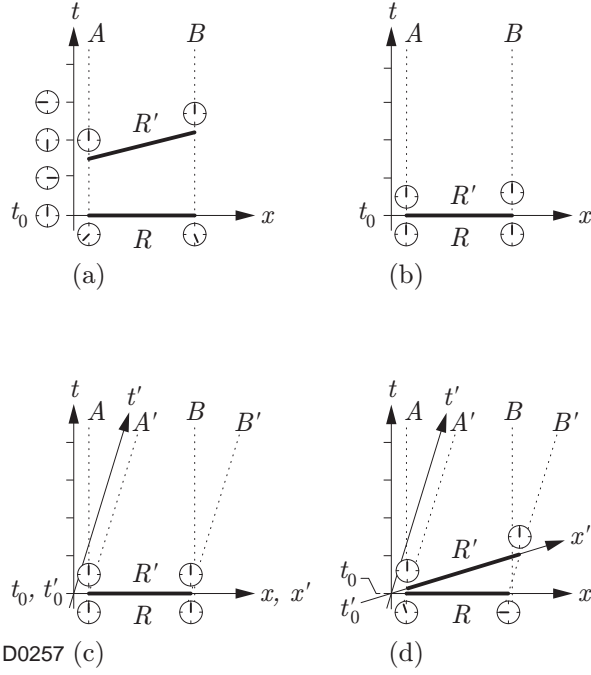 t A B t A B
R′ R′
t₀ x t₀ x
R R
(a) (b)
t t′ A A′ B B′ t t′ A A′ B B′
R′ R′ x′
t₀, t′₀ x, x′ t₀ t′₀ x
R R
D0257 (c) (d)